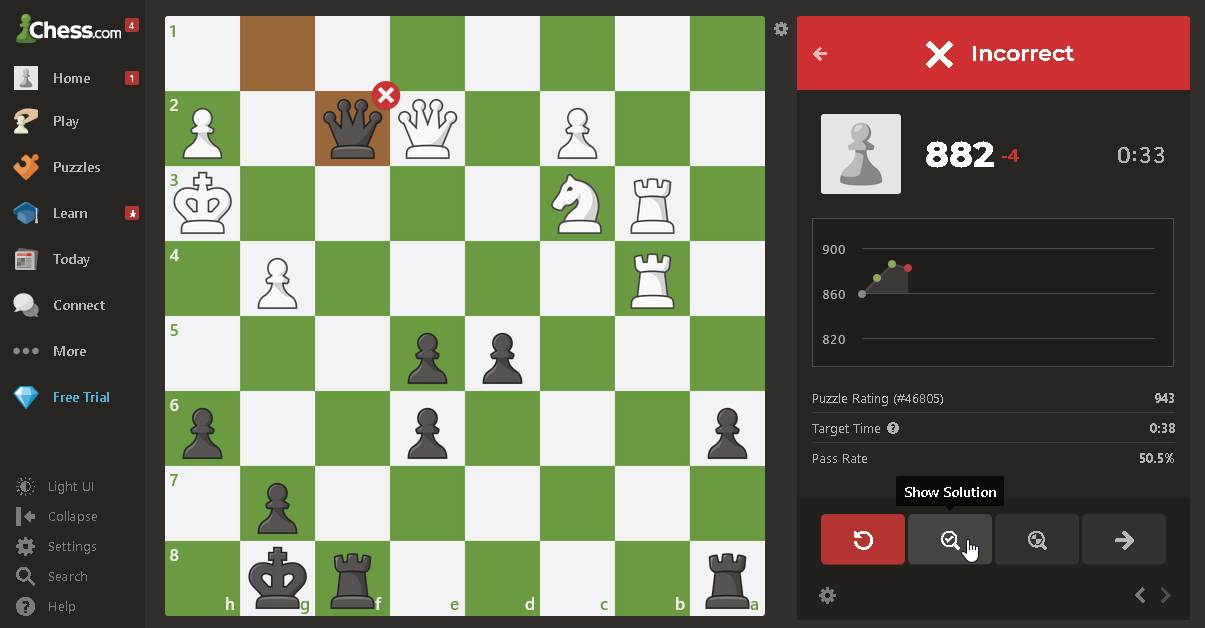 Chess.com 4
Home 1
Play
Puzzles
Learn
Today
Connect
More
Free Trial
Light UI
Collapse
Settings
Search
Help
1
2
3
4
5
6
7
8
h g f e d c b a
Incorrect
882 -4 0:33
900
860
820
Puzzle Rating (#46805) 943
Target Time ? 0:38
Pass Rate 50.5%
Show Solution